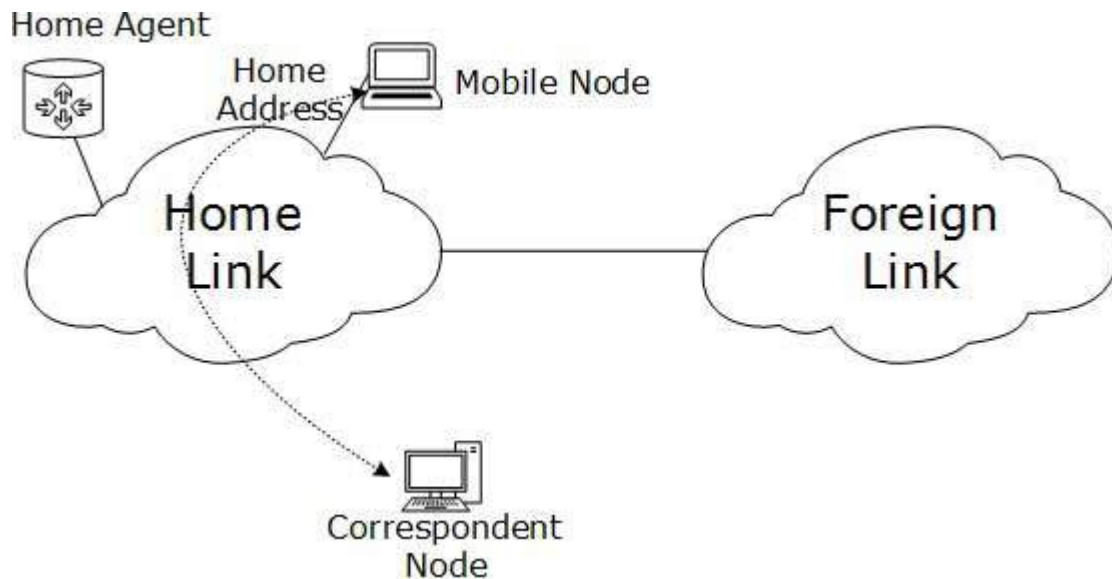 Home Agent
Home
Address
Mobile Node
Home
Link
Foreign
Link
Correspondent
Node